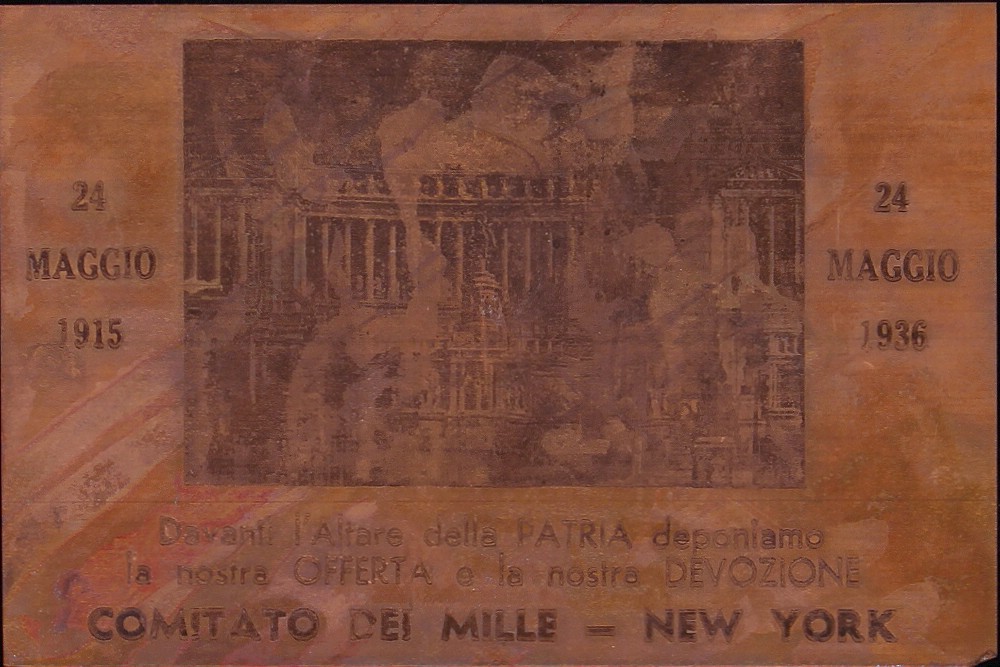 24
MAGGIO
1915
24
MAGGIO
1936
Davanti l'Altare della PATRIA deponiamo
la nostra OFFERTA e la nostra DEVOZIONE
COMITATO DEI MILLE = NEW YORK